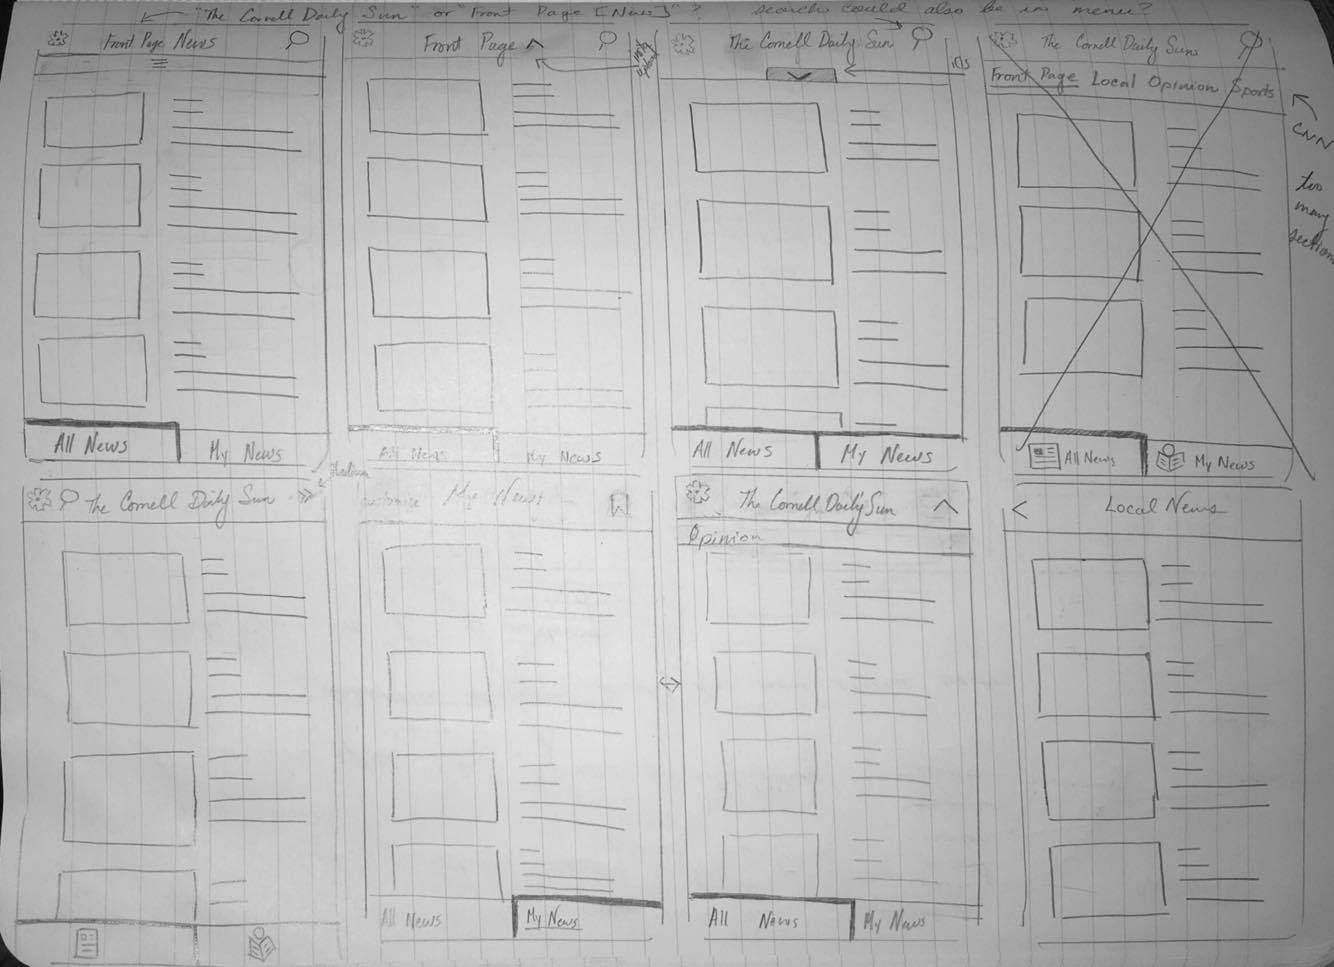 "The Cornell Daily Sun" or "Front Page [News]"?
search could also be in menu?
Front Page News
All News
My News
Front Page
All News
My News
The Cornell Daily Sun
iOS
All News
My News
The Cornell Daily Sun
Front Page Local Opinion Sports
CNN
too
many
sections
All News
My News
The Cornell Daily Sun
customize
My News
All News
My News
The Cornell Daily Sun
Opinion
All News
My News
Local News